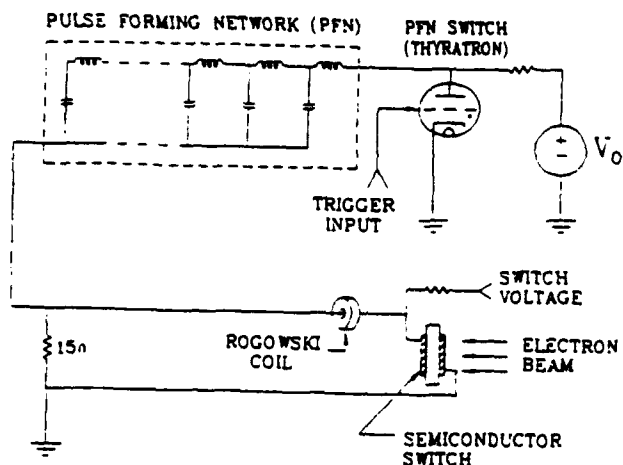 PULSE FORMING NETWORK (PFN)
PFN SWITCH
(THYRATRON)
TRIGGER
INPUT
V₀
SWITCH
VOLTAGE
15Ω
ROGOWSKI
COIL
ELECTRON
BEAM
SEMICONDUCTOR
SWITCH